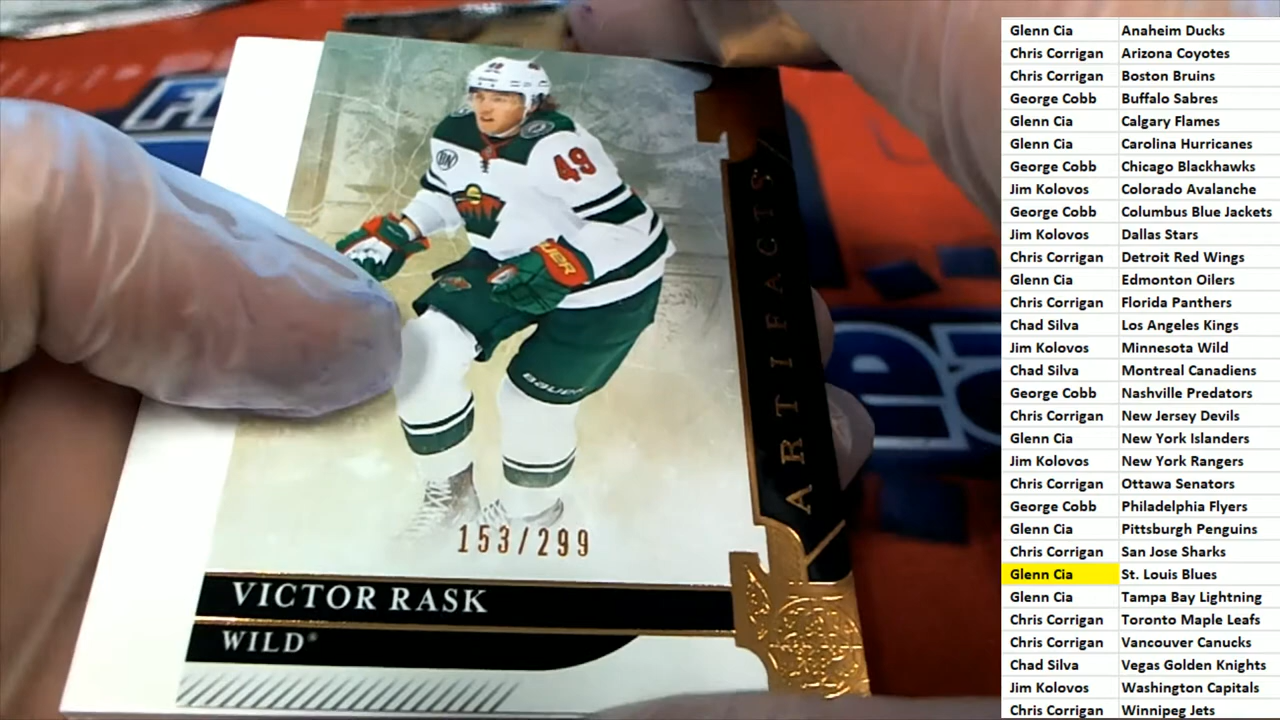 49
49
BAUER
BAUER
ARTIFACTS
153/299
VICTOR RASK
WILD®
Glenn Cia Anaheim Ducks
Chris Corrigan Arizona Coyotes
Chris Corrigan Boston Bruins
George Cobb Buffalo Sabres
Glenn Cia Calgary Flames
Glenn Cia Carolina Hurricanes
George Cobb Chicago Blackhawks
Jim Kolovos Colorado Avalanche
George Cobb Columbus Blue Jackets
Jim Kolovos Dallas Stars
Chris Corrigan Detroit Red Wings
Glenn Cia Edmonton Oilers
Chris Corrigan Florida Panthers
Chad Silva Los Angeles Kings
Jim Kolovos Minnesota Wild
Chad Silva Montreal Canadiens
George Cobb Nashville Predators
Chris Corrigan New Jersey Devils
Glenn Cia New York Islanders
Jim Kolovos New York Rangers
Chris Corrigan Ottawa Senators
George Cobb Philadelphia Flyers
Glenn Cia Pittsburgh Penguins
Chris Corrigan San Jose Sharks
Glenn Cia St. Louis Blues
Glenn Cia Tampa Bay Lightning
Chris Corrigan Toronto Maple Leafs
Chris Corrigan Vancouver Canucks
Chad Silva Vegas Golden Knights
Jim Kolovos Washington Capitals
Chris Corrigan Winnipeg Jets